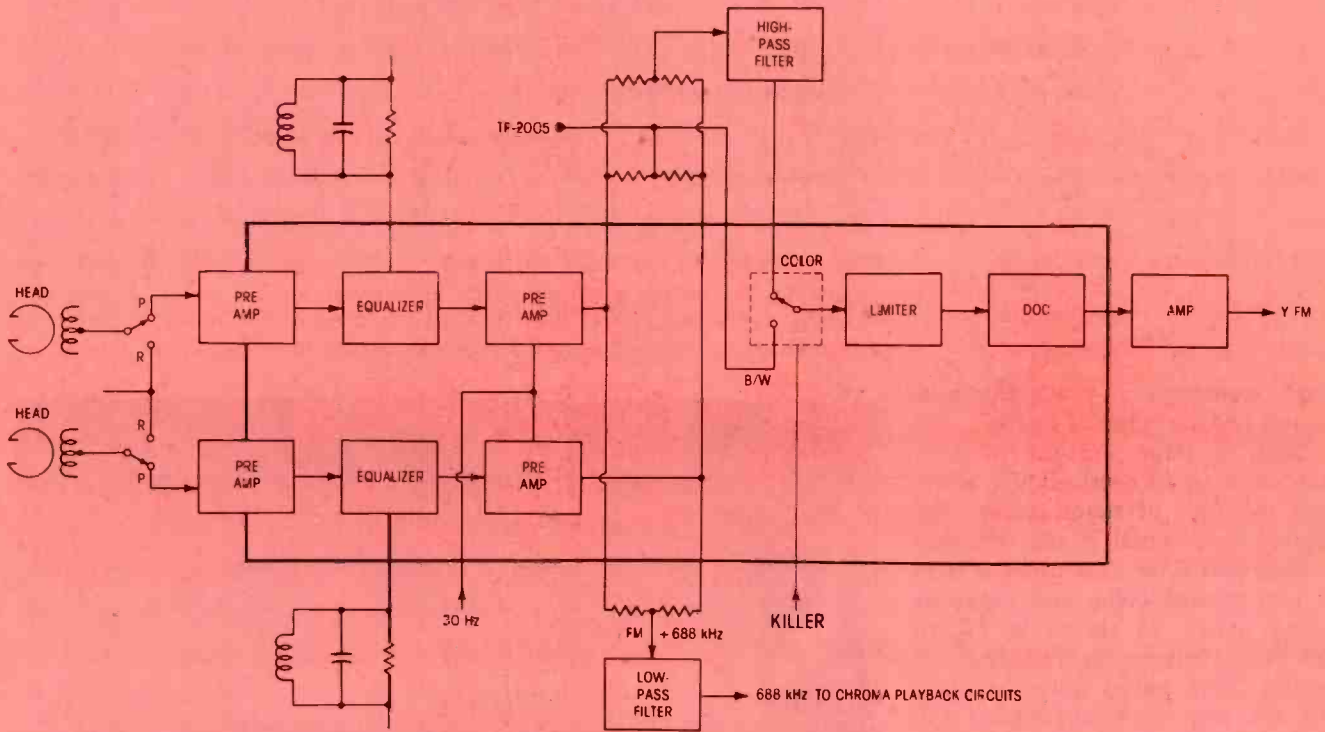 HIGH-
PASS
FILTER
TP-2005
COLOR
HEAD
P
PRE
AMP
EQUALIZER
PRE
AMP
LIMITER
DOC
AMP
Y FM
R
B/W
HEAD
R
P
PRE
AMP
EQUALIZER
PRE
AMP
30 Hz
FM + 688 kHz
KILLER
LOW-
PASS
FILTER
688 kHz TO CHROMA PLAYBACK CIRCUITS